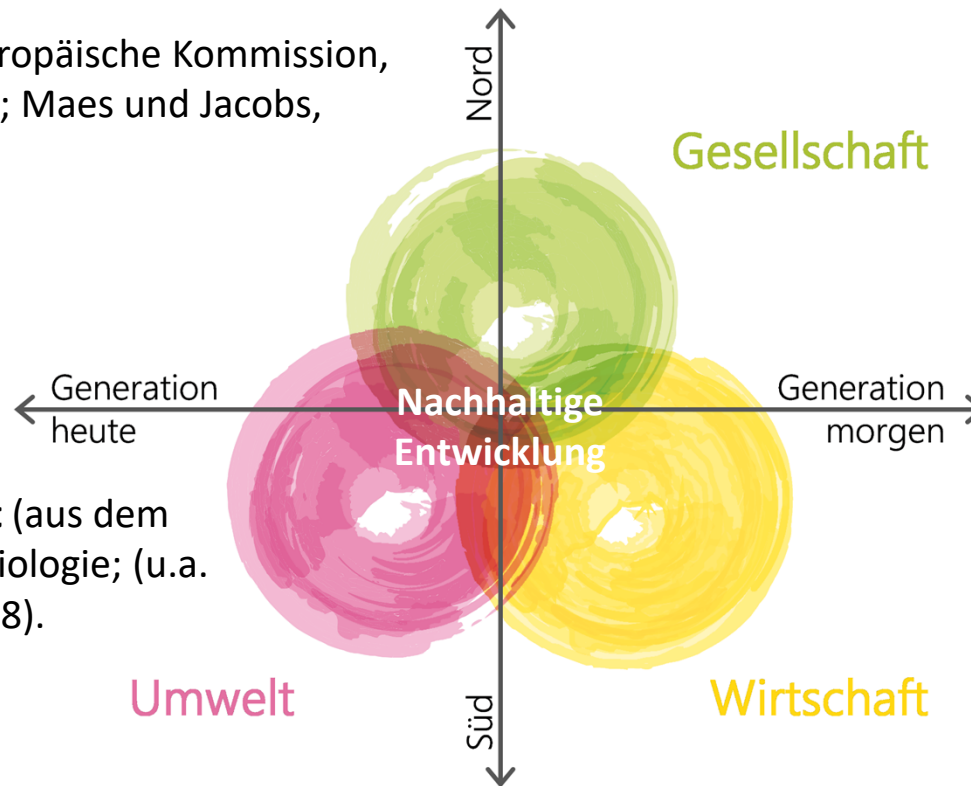 ropäische Kommission,
; Maes und Jacobs,
Nord
Gesellschaft
Generation
heute
Nachhaltige
Entwicklung
Generation
morgen
(aus dem
iologie; (u.a.
8).
Umwelt
Süd
Wirtschaft